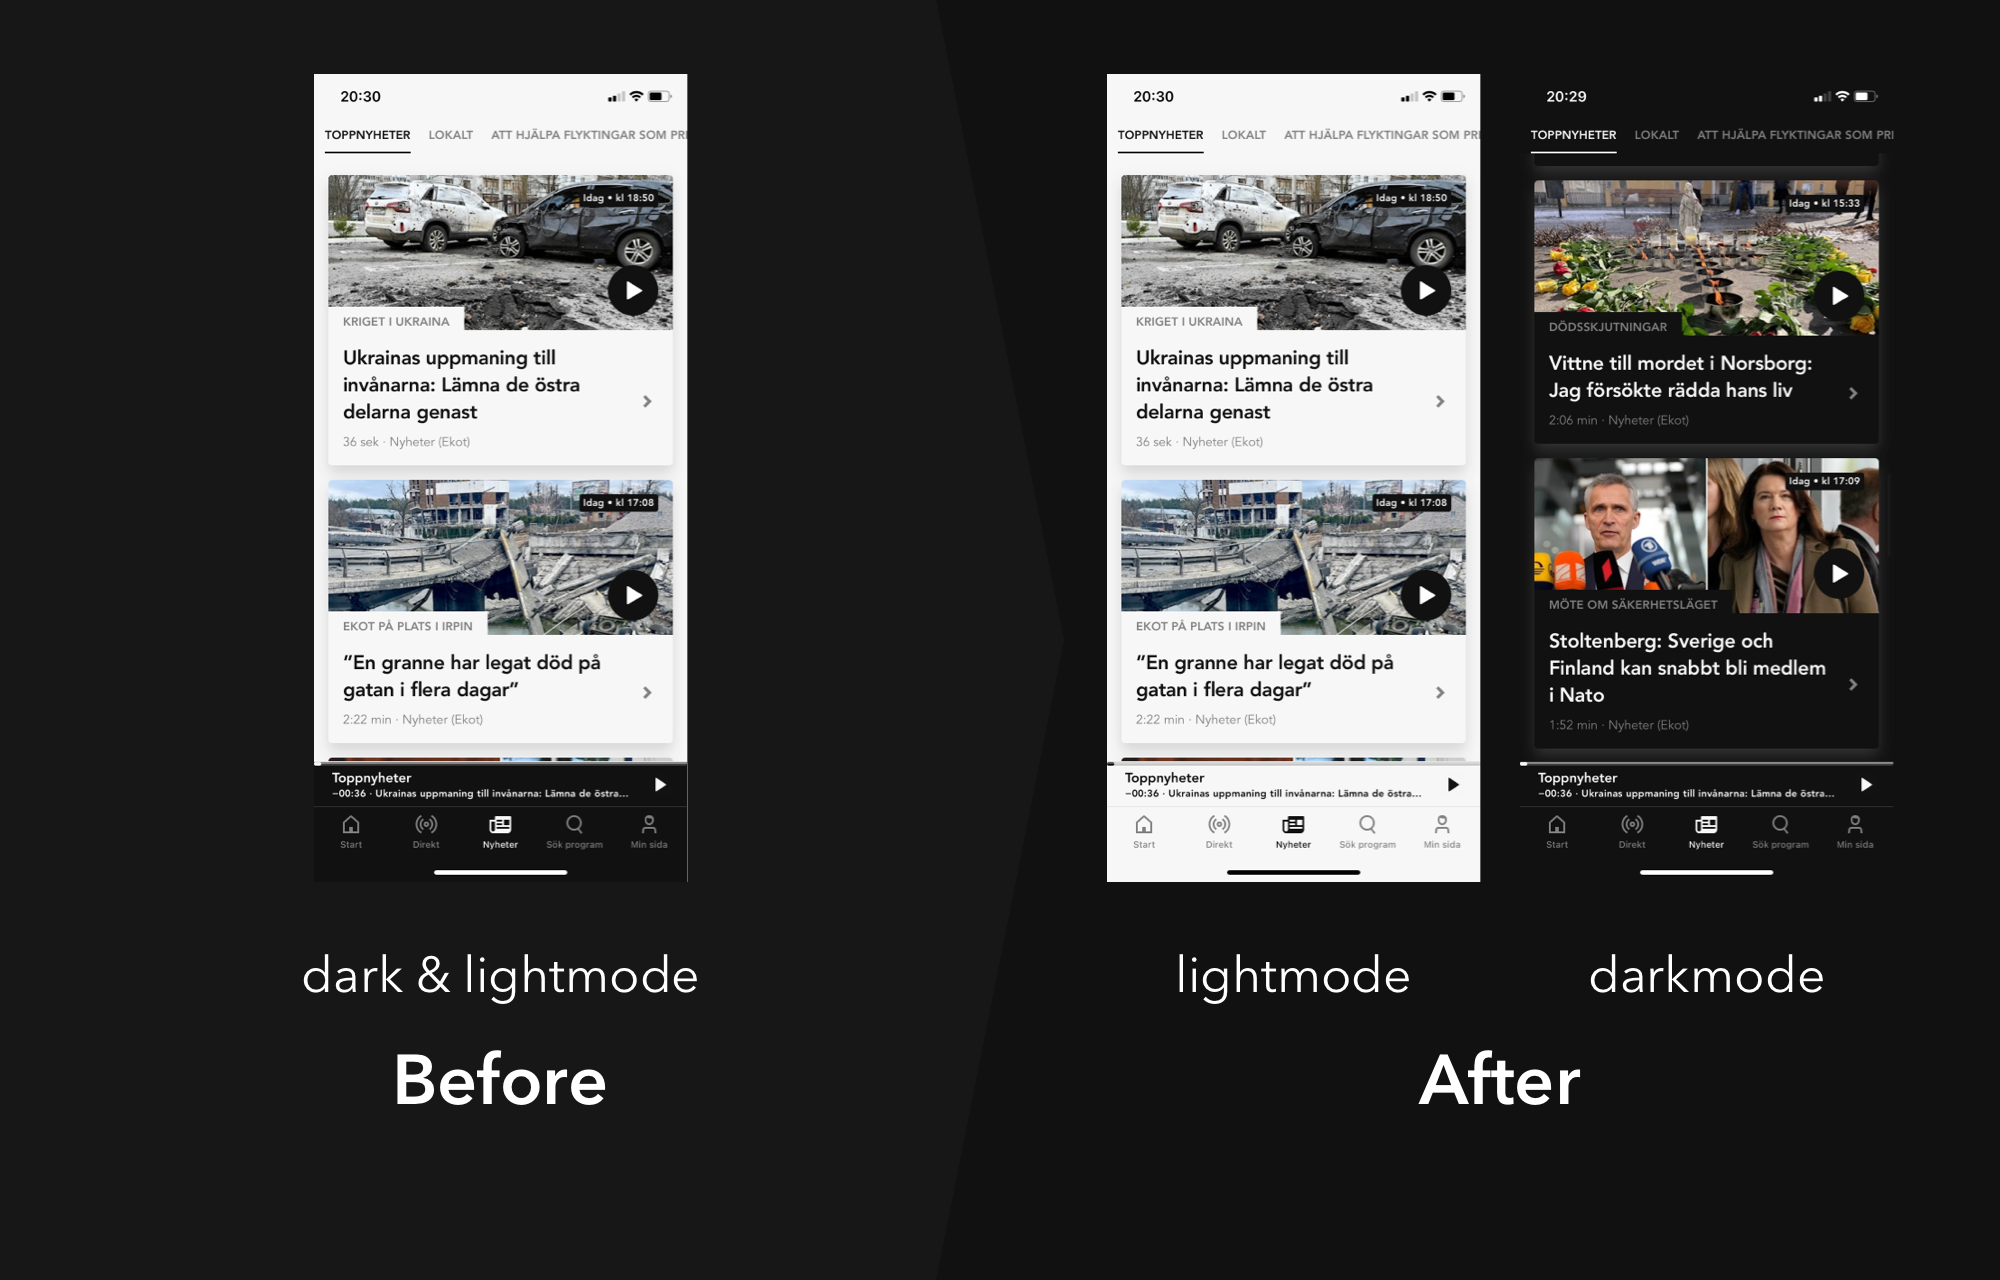 20:30
TOPPNYHETER LOKALT ATT HJÄLPA FLYKTINGAR SOM PRI
Idag • kl 18:50
KRIGET I UKRAINA
Ukrainas uppmaning till
invånarna: Lämna de östra
delarna genast
36 sek · Nyheter (Ekot)
Idag • kl 17:08
EKOT PÅ PLATS I IRPIN
”En granne har legat död på
gatan i flera dagar”
2:22 min · Nyheter (Ekot)
Toppnyheter
−00:36 · Ukrainas uppmaning till invånarna: Lämna de östra...
Start Direkt Nyheter Sök program Min sida
dark & lightmode
Before
20:30
TOPPNYHETER LOKALT ATT HJÄLPA FLYKTINGAR SOM PRI
Idag • kl 18:50
KRIGET I UKRAINA
Ukrainas uppmaning till
invånarna: Lämna de östra
delarna genast
36 sek · Nyheter (Ekot)
Idag • kl 17:08
EKOT PÅ PLATS I IRPIN
”En granne har legat död på
gatan i flera dagar”
2:22 min · Nyheter (Ekot)
Toppnyheter
−00:36 · Ukrainas uppmaning till invånarna: Lämna de östra...
Start Direkt Nyheter Sök program Min sida
lightmode
20:29
TOPPNYHETER LOKALT ATT HJÄLPA FLYKTINGAR SOM PRI
Idag • kl 15:33
DÖDSSKJUTNINGAR
Vittne till mordet i Norsborg:
Jag försökte rädda hans liv
2:06 min · Nyheter (Ekot)
Idag • kl 17:09
MÖTE OM SÄKERHETSLÄGET
Stoltenberg: Sverige och
Finland kan snabbt bli medlem
i Nato
1:52 min · Nyheter (Ekot)
Toppnyheter
−00:36 · Ukrainas uppmaning till invånarna: Lämna de östra...
Start Direkt Nyheter Sök program Min sida
darkmode
After